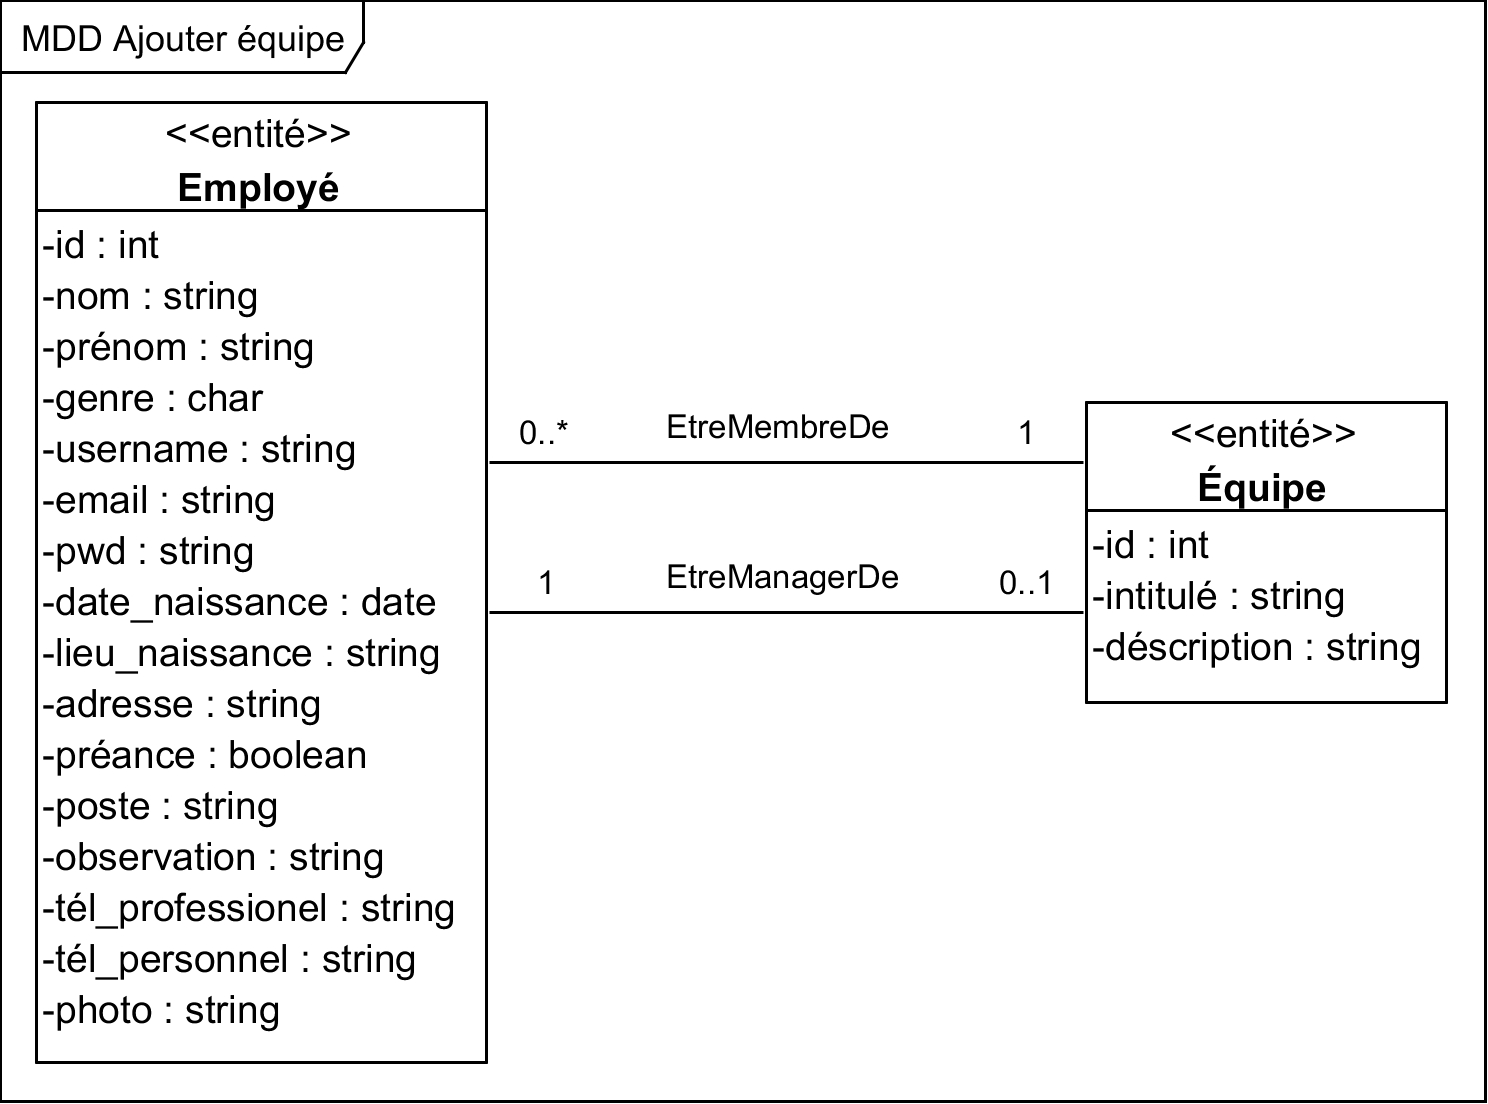 MDD Ajouter équipe
<<entité>>
Employé
-id : int
-nom : string
-prénom : string
-genre : char
-username : string
-email : string
-pwd : string
-date_naissance : date
-lieu_naissance : string
-adresse : string
-préance : boolean
-poste : string
-observation : string
-tél_professionel : string
-tél_personnel : string
-photo : string
0..* EtreMembreDe 1
1 EtreManagerDe 0..1
<<entité>>
Équipe
-id : int
-intitulé : string
-déscription : string